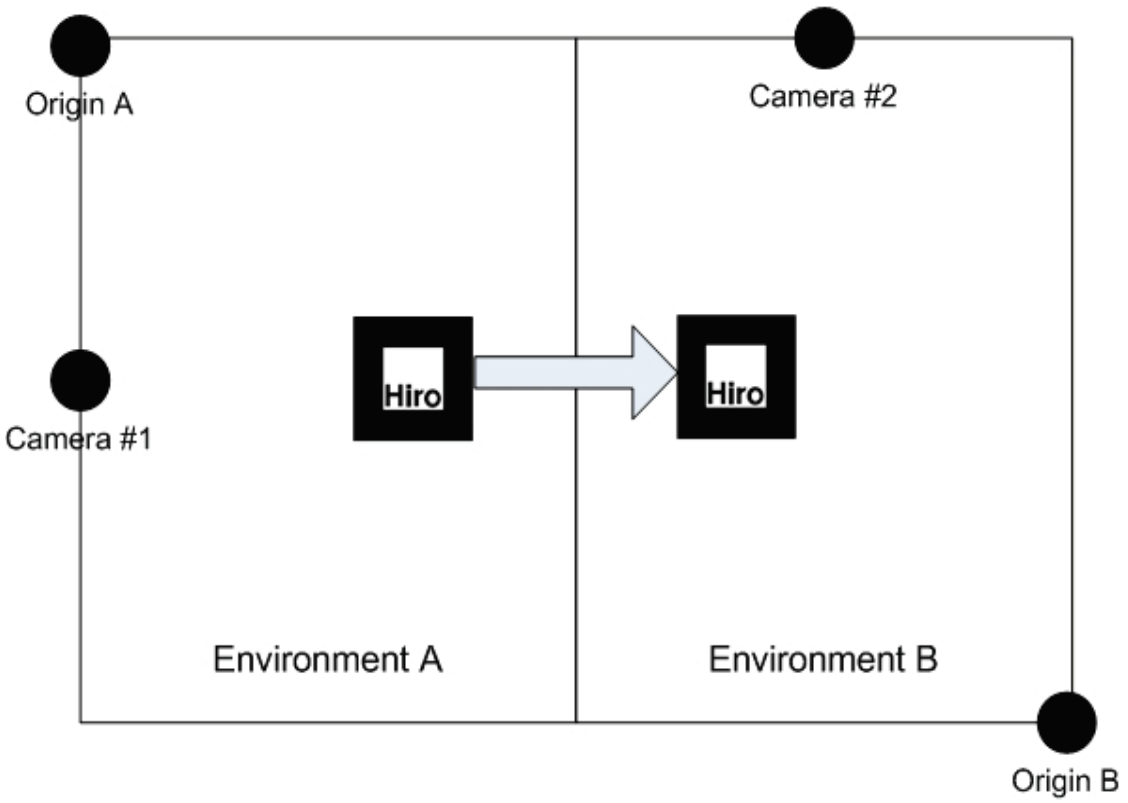 Origin A
Camera #2
Camera #1
Hiro
Hiro
Environment A
Environment B
Origin B